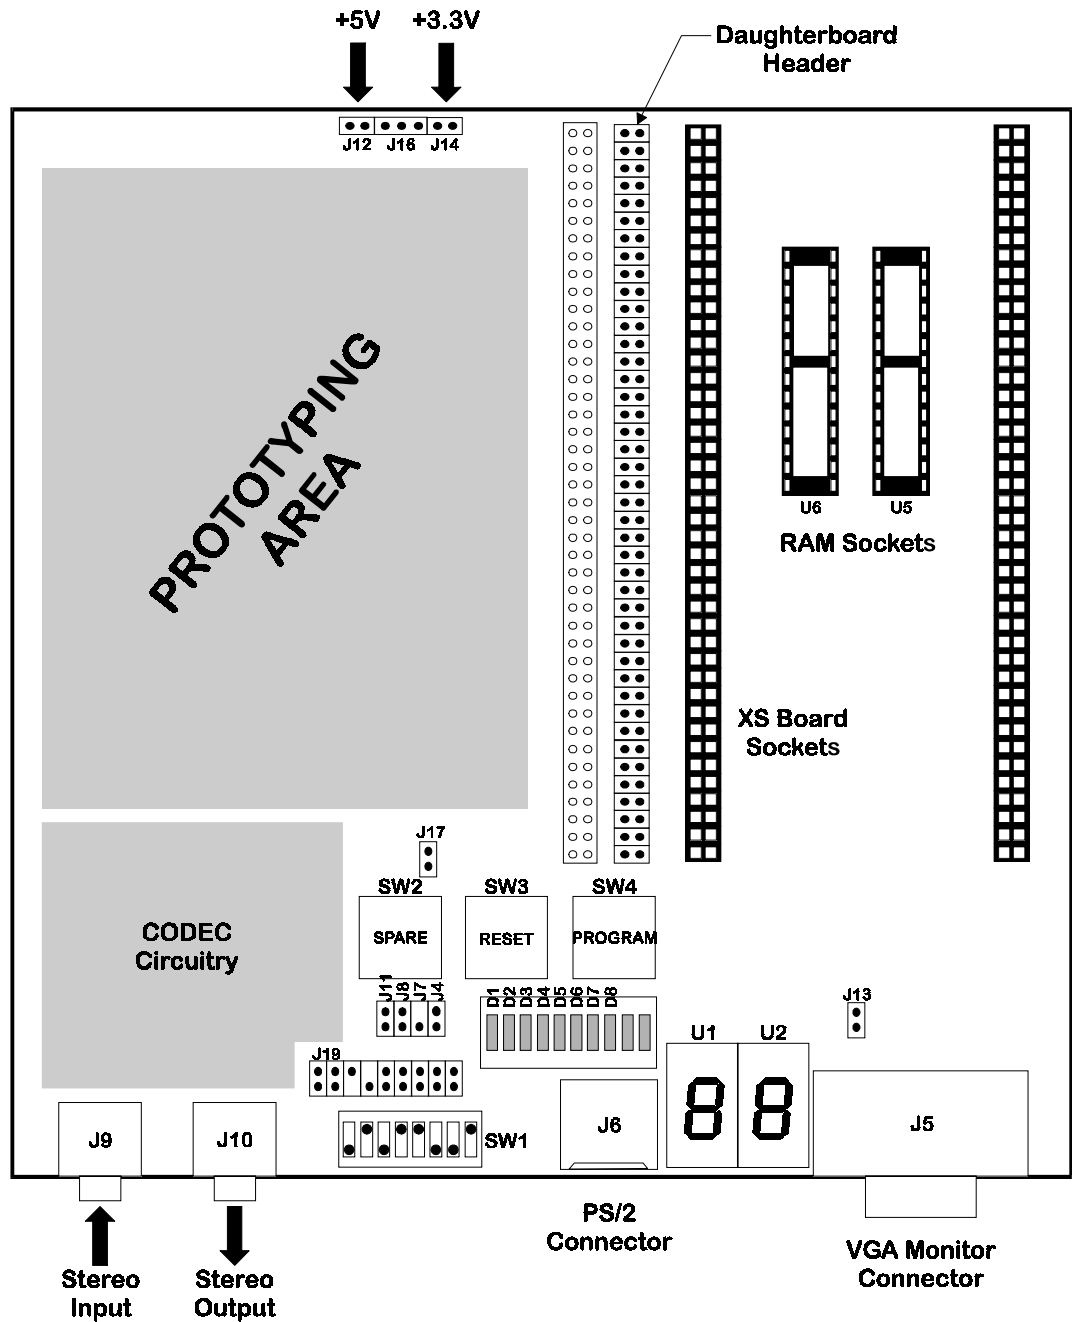 +5V +3.3V
Daughterboard
Header
J12 J16 J14
PROTOTYPING
AREA
U6 U5
RAM Sockets
XS Board
Sockets
J17
SW2 SW3 SW4
SPARE RESET PROGRAM
CODEC
Circuitry
J11 J8 J7 J4
D1 D2 D3 D4 D5 D6 D7 D8
J13
U1 U2
J19
J9 J10 SW1 J6 8 8 J5
PS/2
Connector
VGA Monitor
Connector
Stereo
Input
Stereo
Output